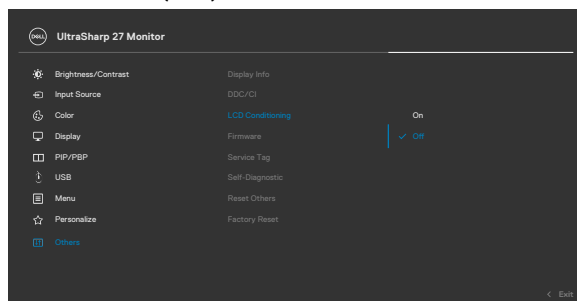 DELL UltraSharp 27 Monitor
Brightness/Contrast Display Info
Input Source DDC/CI
Color LCD Conditioning On
Display Firmware Off
PIP/PBP Service Tag
USB Self-Diagnostic
Menu Reset Others
Personalize Factory Reset
Others
< Exit